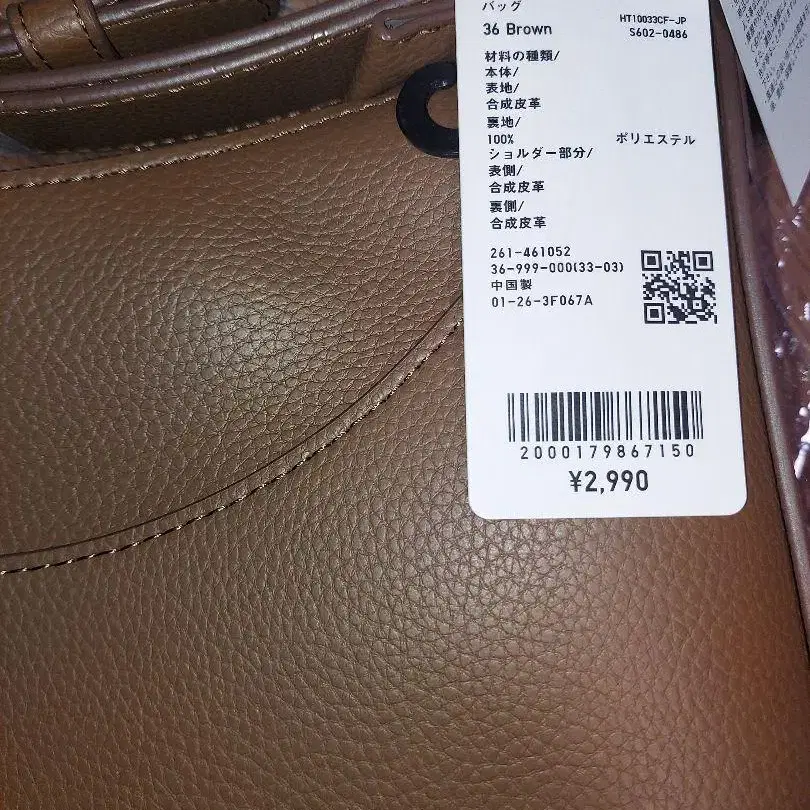 バッグ
36 Brown
HT10033CF-JP
S602-0486
材料の種類/
本体/
表地/
合成皮革
裏地/
100% ポリエステル
ショルダー部分/
表側/
合成皮革
裏側/
合成皮革
261-461052
36-999-000(33-03)
中国製
01-26-3F067A
2000179867150
¥2,990